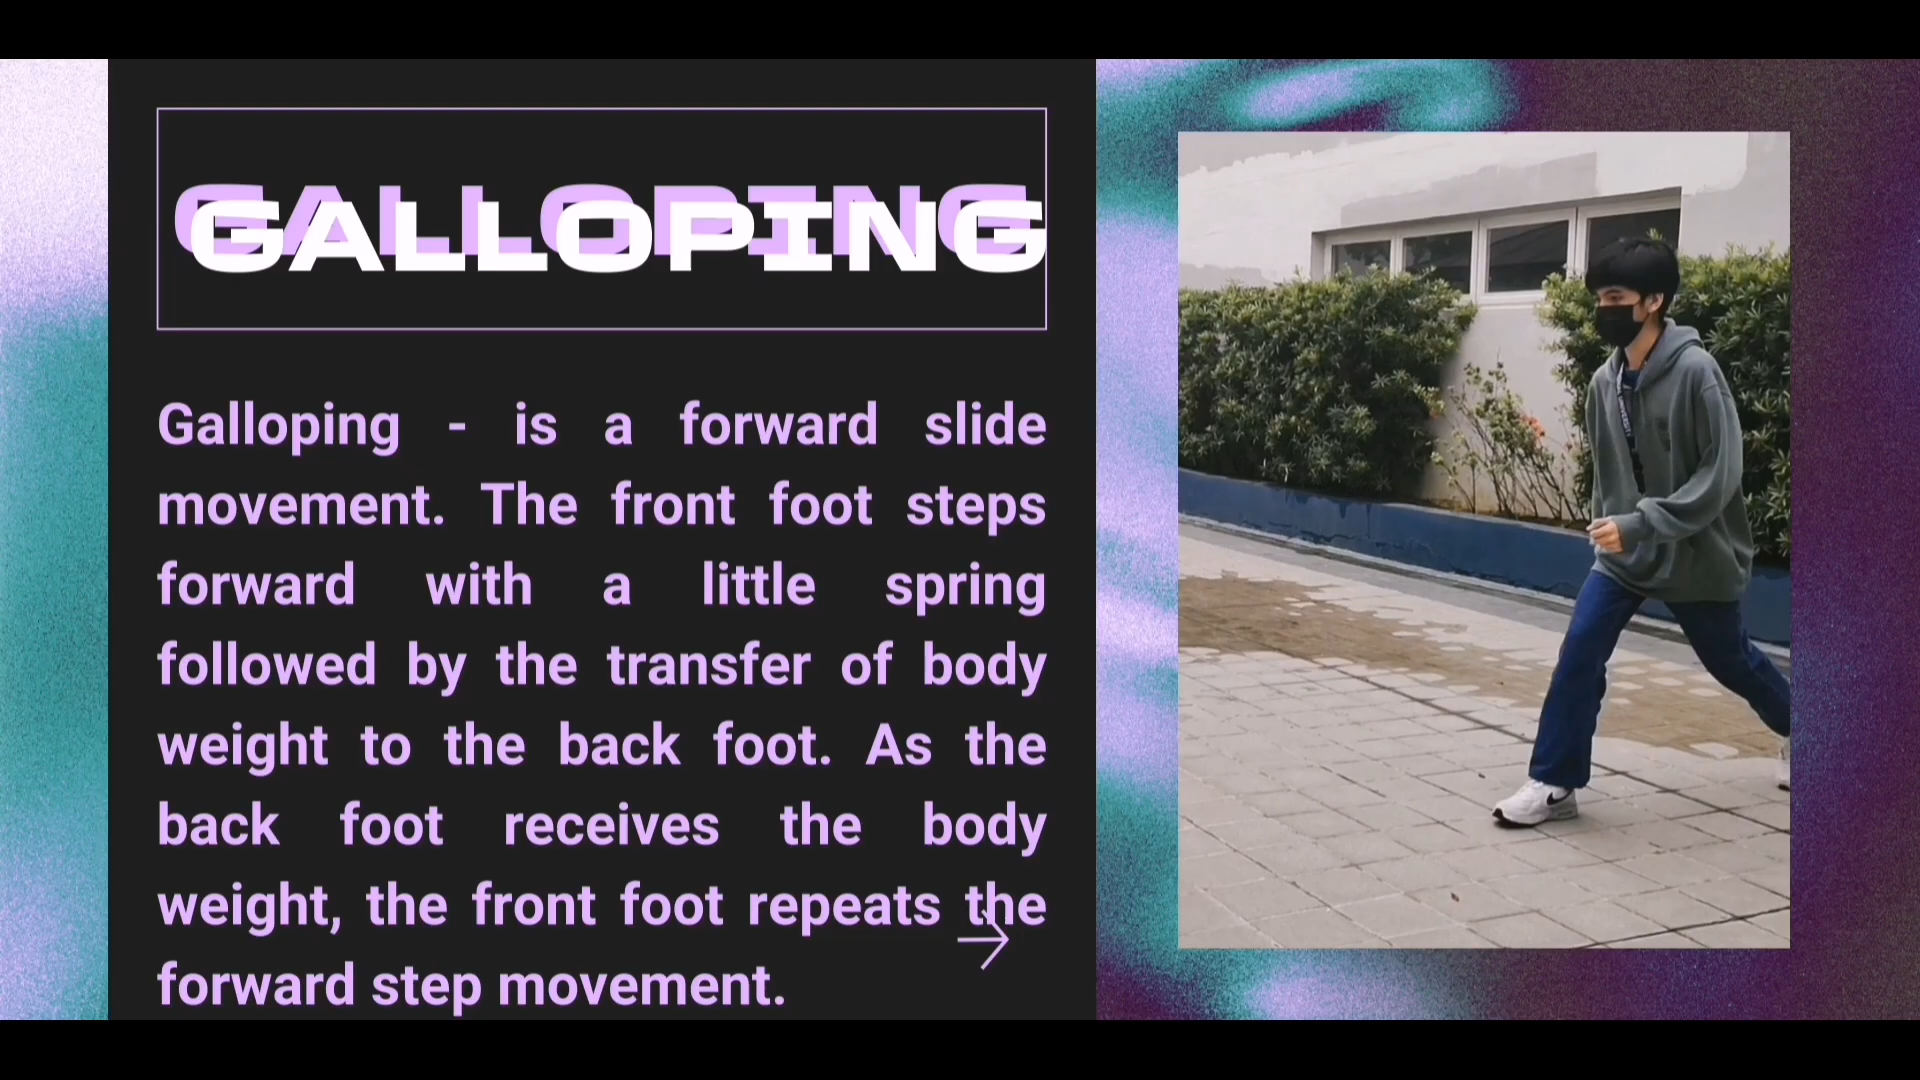 GALLOPING
Galloping - is a forward slide
movement. The front foot steps
forward with a little spring
followed by the transfer of body
weight to the back foot. As the
back foot receives the body
weight, the front foot repeats the
forward step movement.